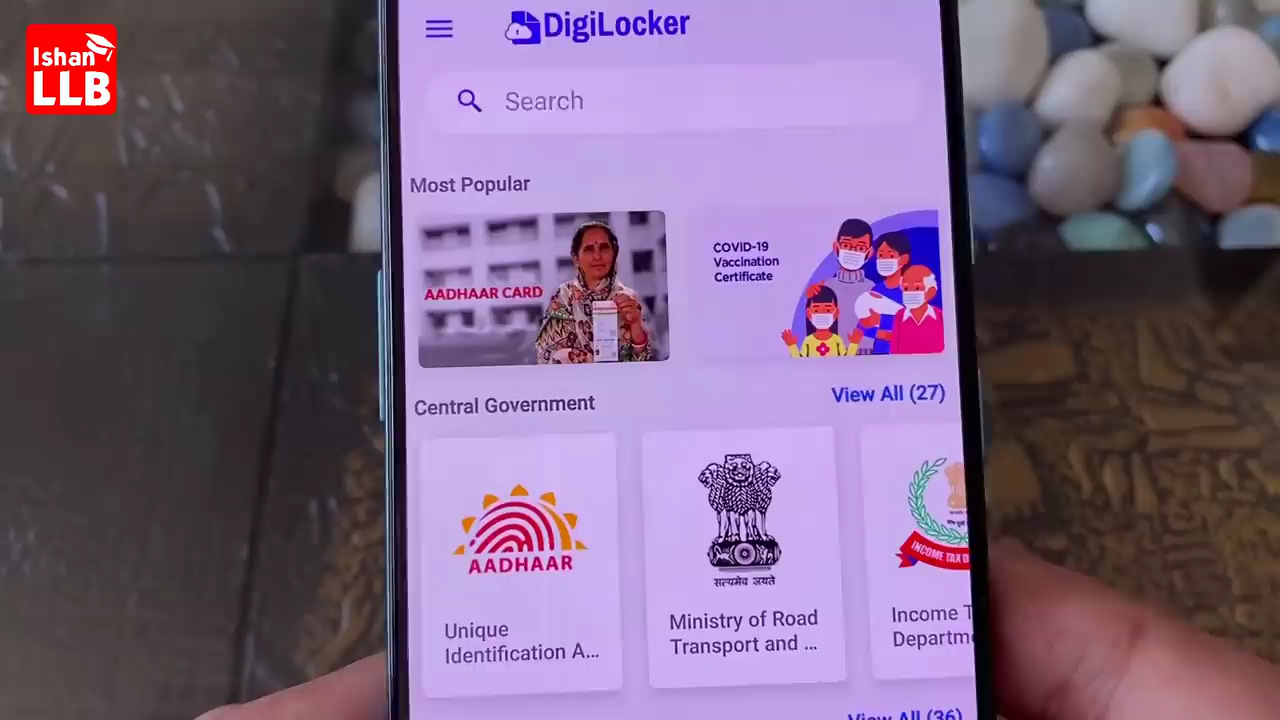 Ishan
LLB
DigiLocker
Search
Most Popular
AADHAAR CARD
COVID-19
Vaccination
Certificate
Central Government
View All (27)
AADHAAR
सत्यमेव जयते
INCOME TAX D
Unique
Identification A...
Ministry of Road
Transport and ...
Income T
Departm
View All (36)